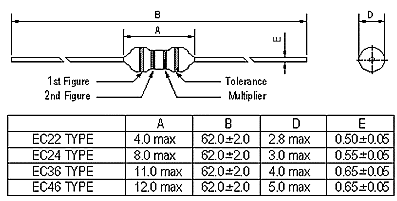 B
A
E
D
1st Figure
Tolerance
2nd Figure
Multiplier
A B D E
EC22 TYPE 4.0 max 62.0±2.0 2.8 max 0.50±0.05
EC24 TYPE 8.0 max 62.0±2.0 3.0 max 0.55±0.05
EC36 TYPE 11.0 max 62.0±2.0 4.0 max 0.65±0.05
EC46 TYPE 12.0 max 62.0±2.0 5.0 max 0.65±0.05